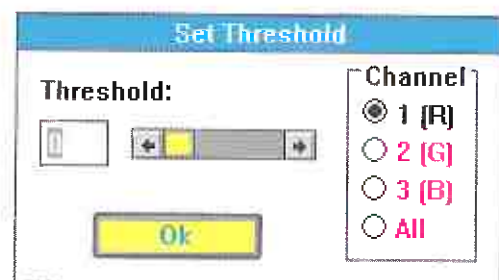 Set Threshold
Threshold:
Channel
1 (R)
2 (G)
3 (B)
All
Ok